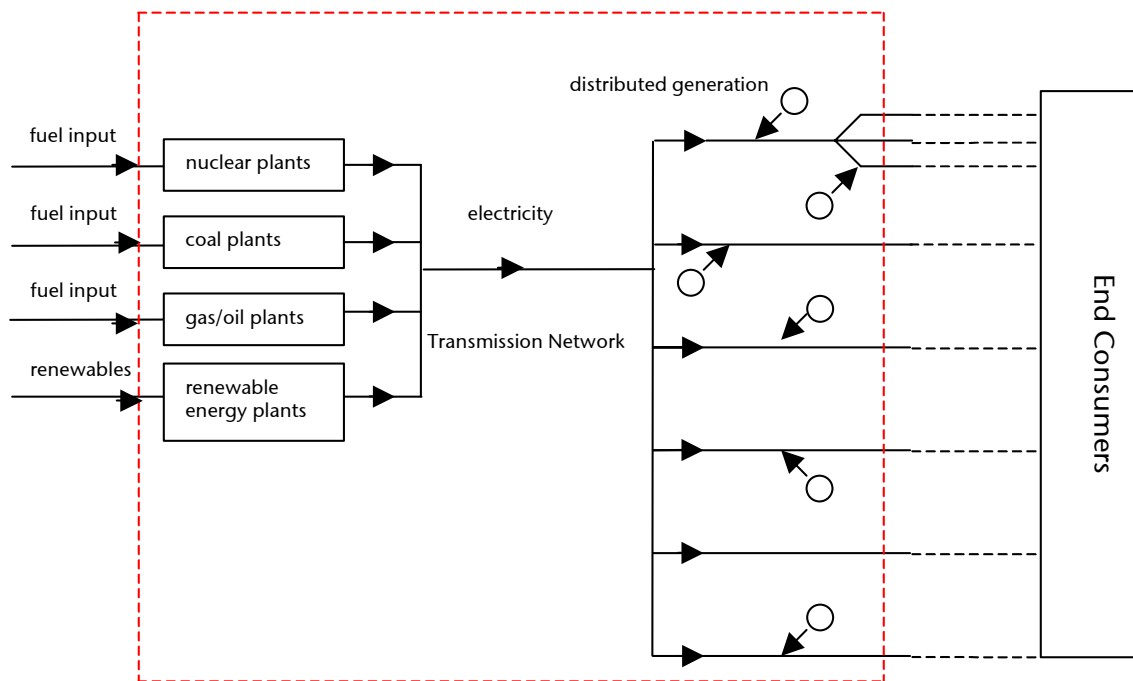 distributed generation
fuel input
nuclear plants
fuel input
coal plants
electricity
fuel input
gas/oil plants
Transmission Network
renewables
renewable
energy plants
End Consumers